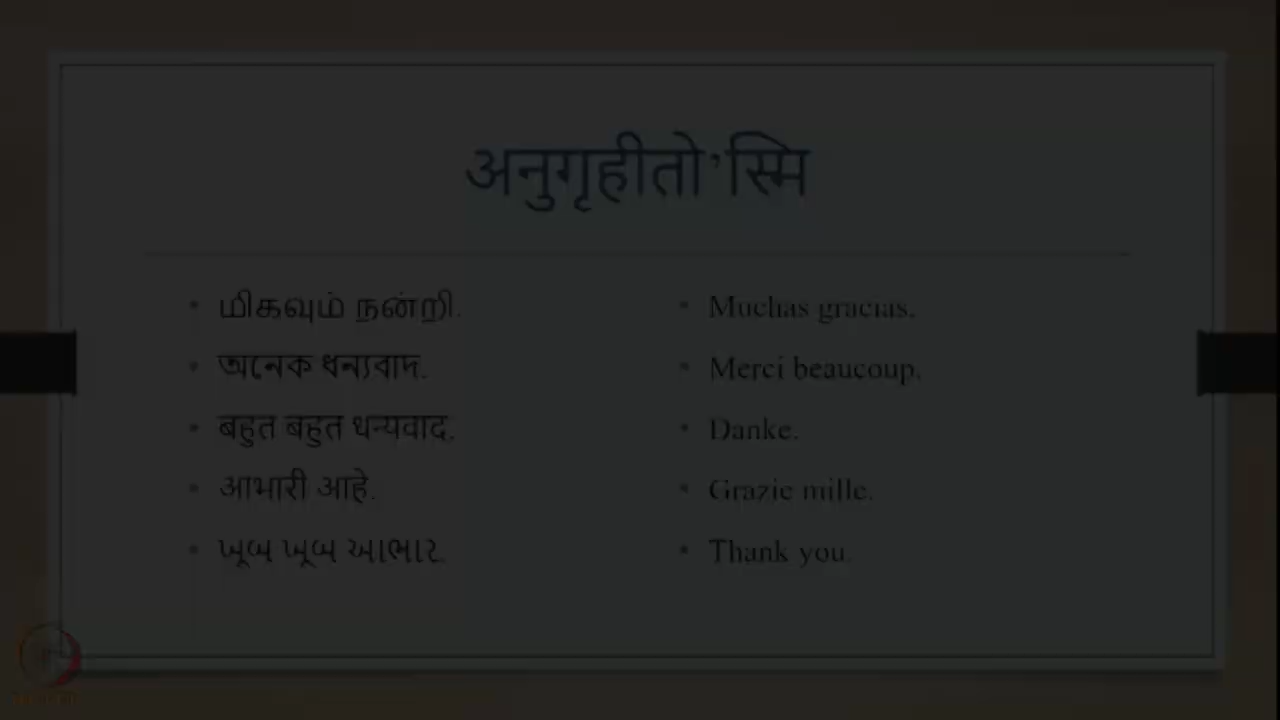 अनुगृहीतो’स्मि
மிகவும் நன்றி.
অনেক ধন্যবাদ.
बहुत बहुत धन्यवाद.
आभारी आहे.
ખૂબ ખૂબ આભાર.
Muchas gracias.
Merci beaucoup.
Danke.
Grazie mille.
Thank you.